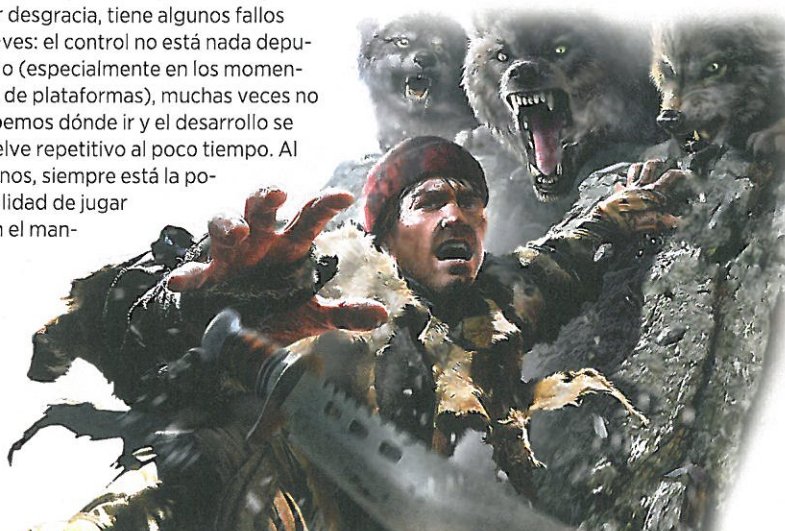 r desgracia, tiene algunos fallos
ves: el control no está nada depu-
o (especialmente en los momen-
de plataformas), muchas veces no
bemos dónde ir y el desarrollo se
elve repetitivo al poco tiempo. Al
nos, siempre está la po-
ilidad de jugar
n el man-